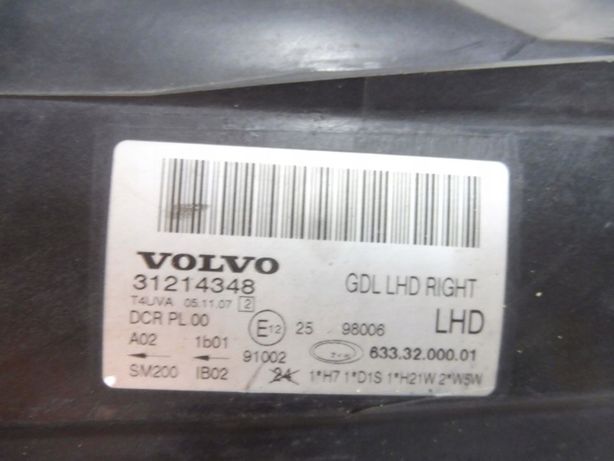 VOLVO
31214348 GDL LHD RIGHT
T4UVA 05.11.07 2
DCR PL 00 E12 25 98006 LHD
A02 1b01 91002 633.32.000.01
SM200 IB02 24 1*H7 1*D1S 1*H21W 2*W5W